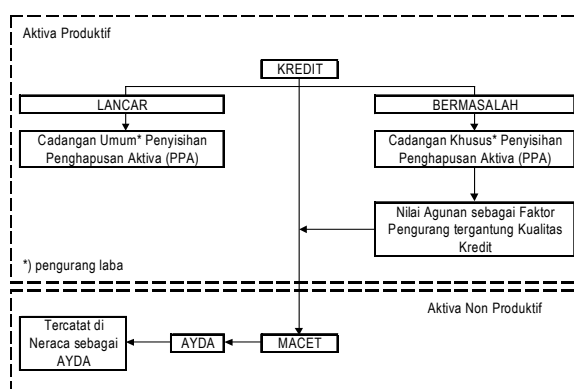 Aktiva Produktif
KREDIT
LANCAR
BERMASALAH
Cadangan Umum* Penyisihan
Penghapusan Aktiva (PPA)
Cadangan Khusus* Penyisihan
Penghapusan Aktiva (PPA)
Nilai Agunan sebagai Faktor
Pengurang tergantung Kualitas
Kredit
*) pengurang laba
Aktiva Non Produktif
Tercatat di
Neraca sebagai
AYDA
AYDA
MACET